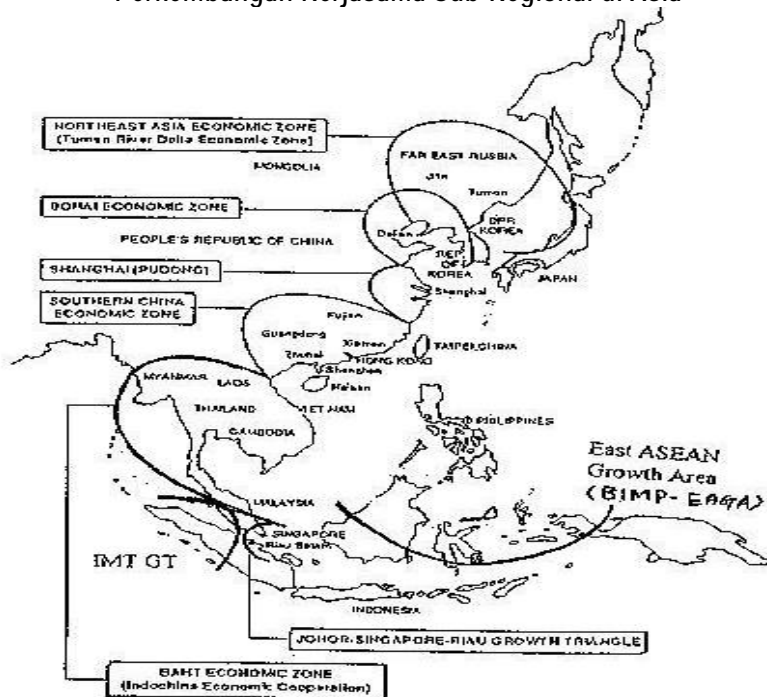 Perkembangan Kerjasama Sub Regional di Asia
NORTHEAST ASIA ECONOMIC ZONE
(Tumen River Delta Economic Zone)
MONGOLIA
FAR EAST RUSSIA
Jilin
Tumen
BOHAI ECONOMIC ZONE
DPR
KOREA
Dalian
PEOPLE'S REPUBLIC OF CHINA
REP
OF
KOREA
JAPAN
SHANGHAI (PUDONG)
Shanghai
SOUTHERN CHINA
ECONOMIC ZONE
Fujian
Guangdong
Xiamen
TAIPEI,CHINA
Zhuhai
HONG KONG
Shenzhen
Hainan
MYANMAR
LAOS
THAILAND
VIET NAM
CAMBODIA
PHILIPPINES
East ASEAN
Growth Area
(BIMP-EAGA)
MALAYSIA
SINGAPORE
Riau Batam
IMT GT
INDONESIA
JOHOR-SINGAPORE-RIAU GROWTH TRIANGLE
BAHT ECONOMIC ZONE
(Indochina Economic Cooperation)